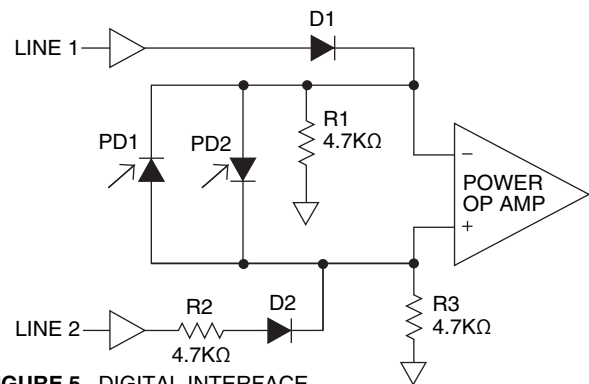 D1
LINE 1
R1
4.7KΩ
PD1
PD2
−
POWER
OP AMP
+
R2
D2
R3
4.7KΩ
LINE 2
4.7KΩ
FIGURE 5. DIGITAL INTERFACE